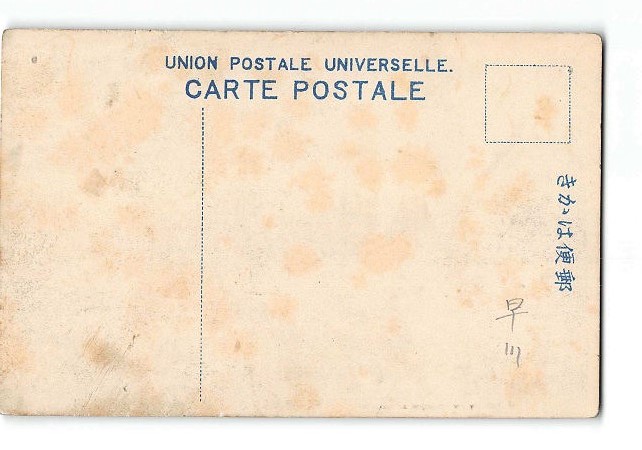 UNION POSTALE UNIVERSELLE.
CARTE POSTALE
きかは便郵
早川